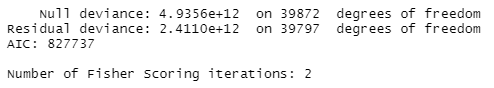 Null deviance: 4.9356e+12 on 39872 degrees of freedom
Residual deviance: 2.4110e+12 on 39797 degrees of freedom
AIC: 827737
Number of Fisher Scoring iterations: 2